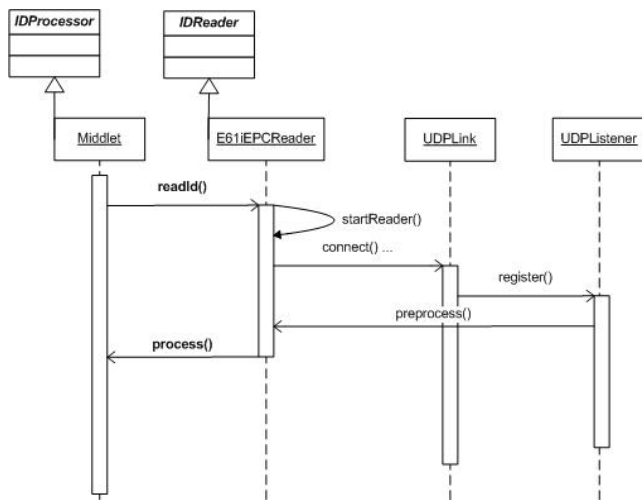 IDProcessor
IDReader
Middlet
E61iEPCReader
UDPLink
UDPListener
readId()
startReader()
connect() ...
register()
preprocess()
process()